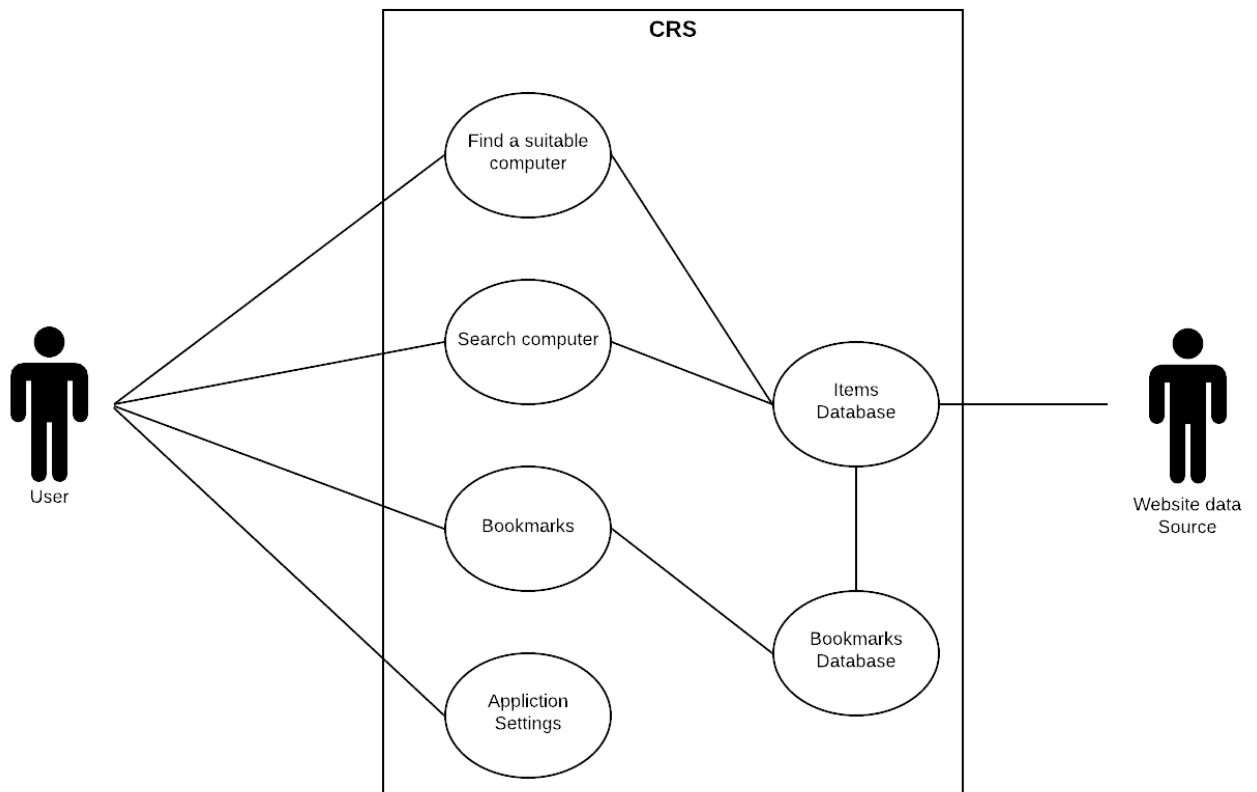 CRS
Find a suitable
computer
Search computer
Items
Database
User
Website data
Source
Bookmarks
Bookmarks
Database
Appliction
Settings